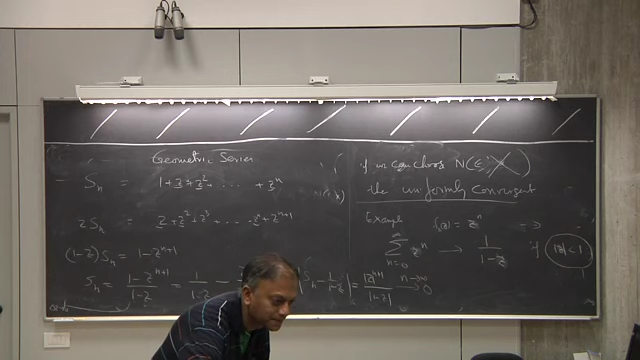 Geometric Series
Sₙ = 1 + z + z² + ... + zⁿ
zSₙ = z + z² + z³ + ... + zⁿ + zⁿ⁺¹
(1-z)Sₙ = 1 - zⁿ⁺¹
Sₙ = 1 - zⁿ⁺¹ / 1-z = 1 / 1-z - | Sₙ - 1 / 1-z | = |z|ⁿ⁺¹ / |1-z| n→∞ → 0
if we can choose N(ε,
the uniformly convergent
Example fₙ(z) = zⁿ ⇒
∞ ∑ n=0 zⁿ → 1 / 1-z if |z| < 1